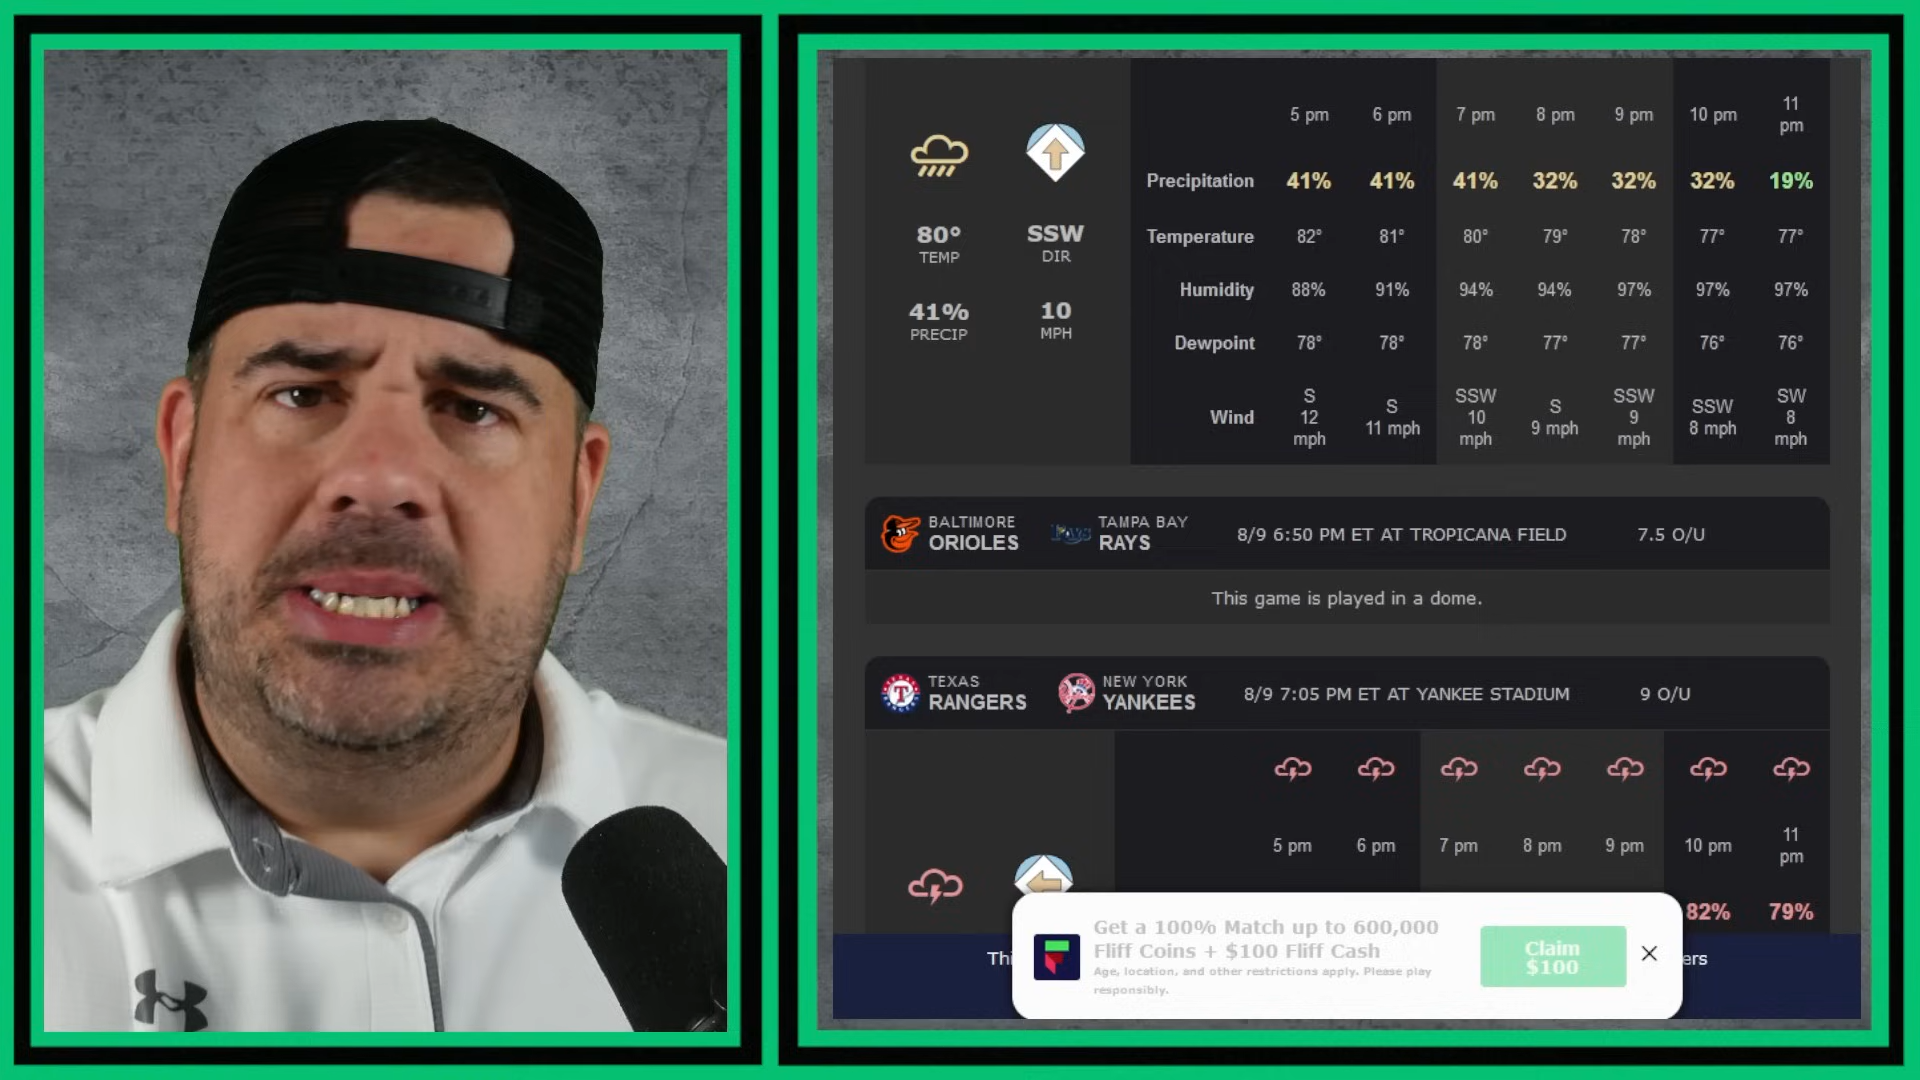 5 pm 6 pm 7 pm 8 pm 9 pm 10 pm 11 pm
Precipitation 41% 41% 41% 32% 32% 32% 19%
80° SSW
TEMP DIR
Temperature 82° 81° 80° 79° 78° 77° 77°
Humidity 88% 91% 94% 94% 97% 97% 97%
41% 10
PRECIP MPH
Dewpoint 78° 78° 78° 77° 77° 76° 76°
Wind S 12 mph S 11 mph SSW 10 mph S 9 mph SSW 9 mph SSW 8 mph SW 8 mph
BALTIMORE
ORIOLES
Rays
TAMPA BAY
RAYS
8/9 6:50 PM ET AT TROPICANA FIELD
7.5 O/U
This game is played in a dome.
T
TEXAS
RANGERS
NEW YORK
YANKEES
8/9 7:05 PM ET AT YANKEE STADIUM
9 O/U
5 pm 6 pm 7 pm 8 pm 9 pm 10 pm 11 pm
82% 79%
Get a 100% Match up to 600,000
Fliff Coins + $100 Fliff Cash
Age, location, and other restrictions apply. Please play
responsibly.
Claim
$100
Thi
ers